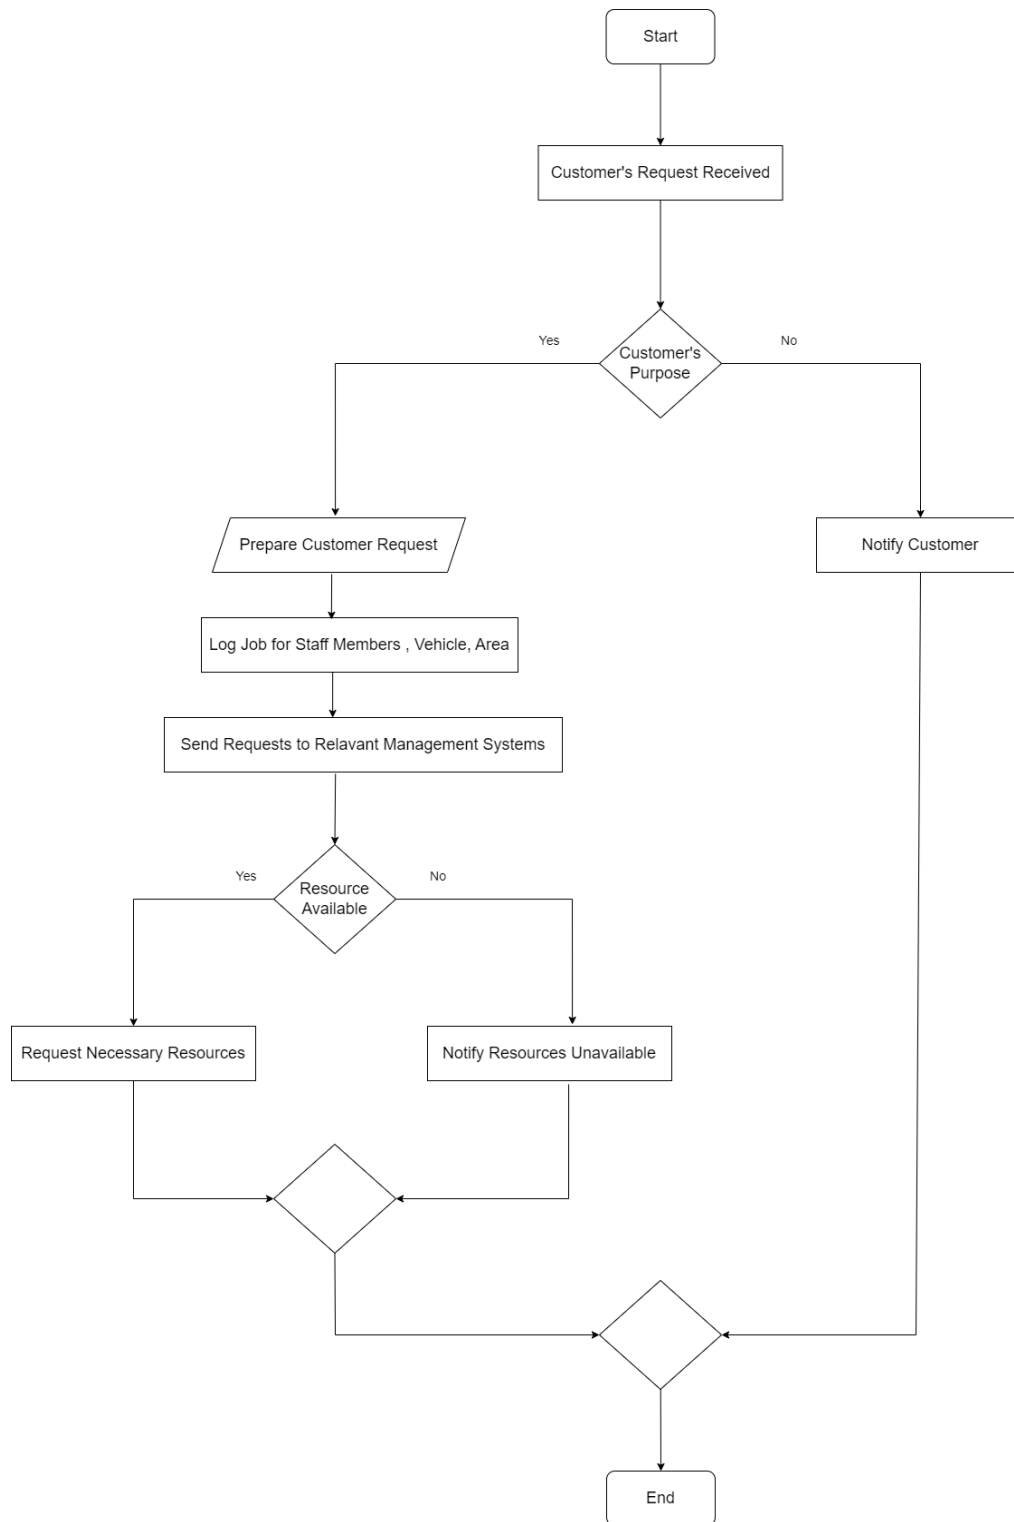 Start
Customer's Request Received
Yes
No
Customer's
Purpose
Prepare Customer Request
Notify Customer
Log Job for Staff Members , Vehicle, Area
Send Requests to Relavant Management Systems
Yes
No
Resource
Available
Request Necessary Resources
Notify Resources Unavailable
End